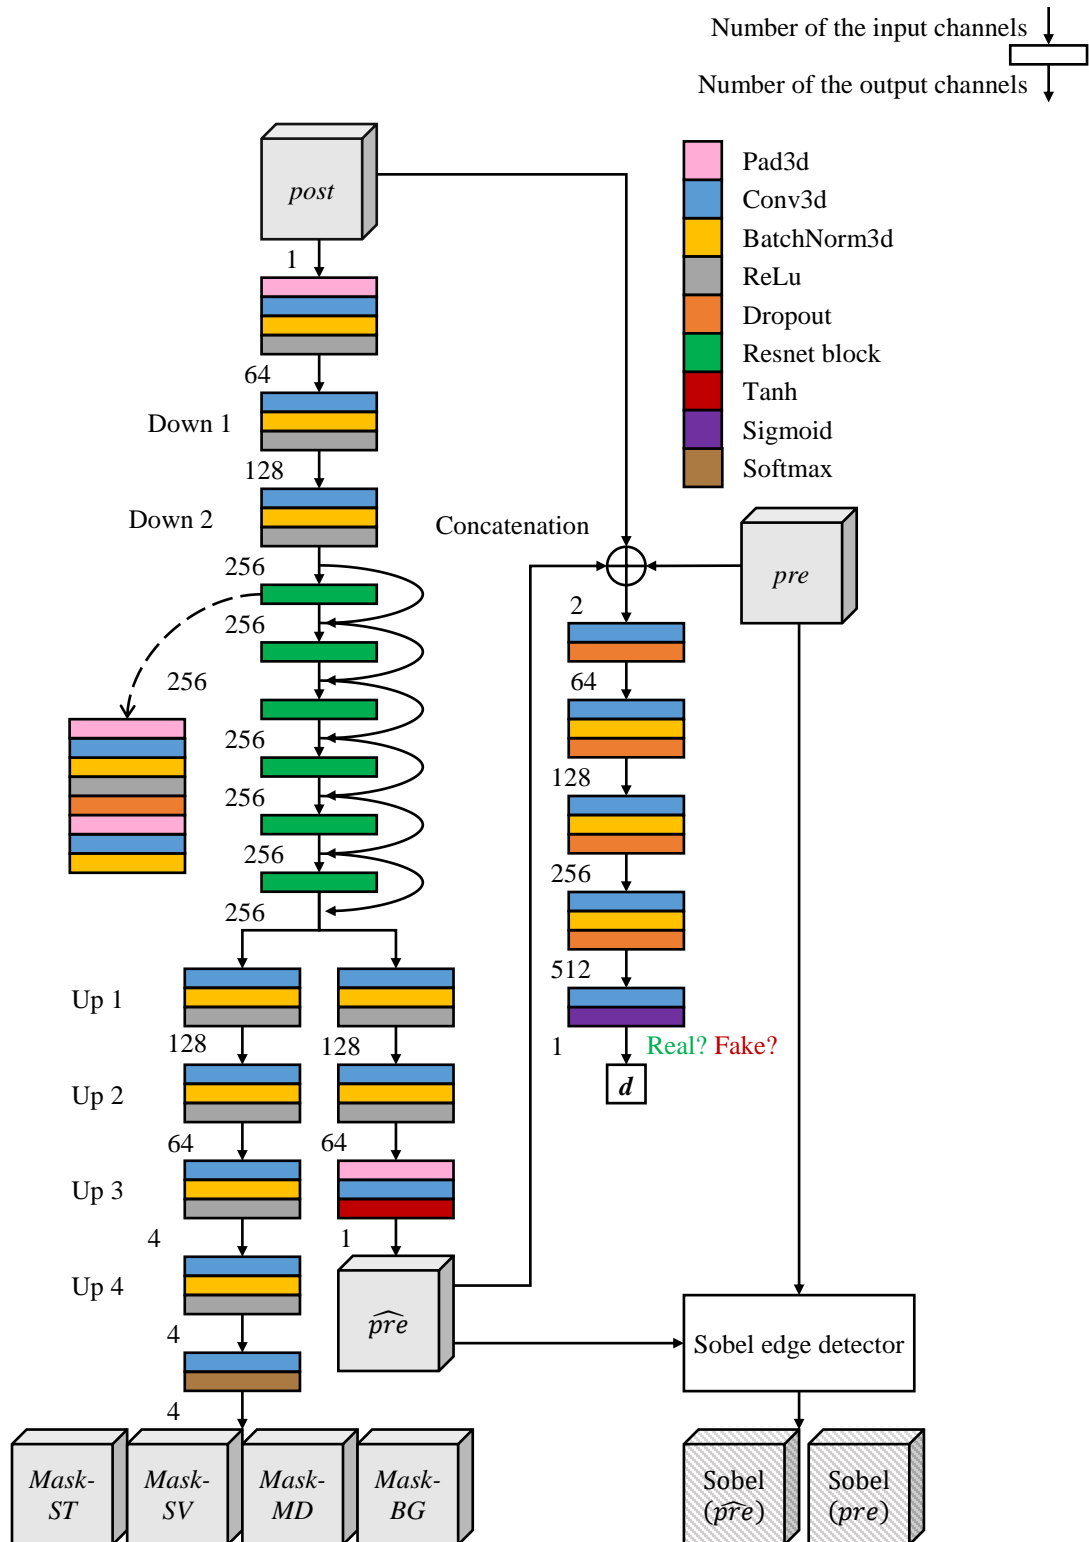 Number of the input channels
Number of the output channels
post
Pad3d
Conv3d
BatchNorm3d
ReLu
Dropout
Resnet block
Tanh
Sigmoid
Softmax
1
64
Down 1
128
Down 2
256
256
256
256
256
256
256
Concatenation
pre
2
64
128
256
512
1
Real? Fake?
d
Up 1
128
128
Up 2
64
64
Up 3
4
1
Up 4
4
p͡re
Sobel edge detector
4
Mask-
ST
Mask-
SV
Mask-
MD
Mask-
BG
Sobel
(p͡re)
Sobel
(pre)